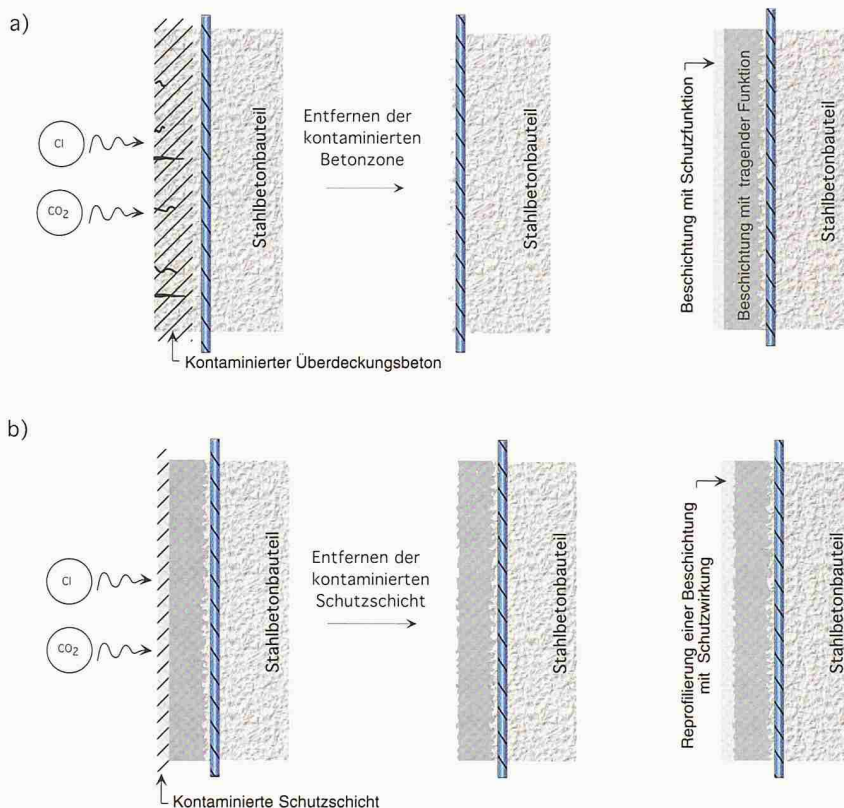 a)
Cl
CO2
Stahlbetonbauteil
Kontaminierter Überdeckungsbeton
Entfernen der
kontaminierten
Betonzone
Stahlbetonbauteil
Beschichtung mit Schutzfunktion
Beschichtung mit tragender Funktion
Stahlbetonbauteil
b)
Cl
CO2
Stahlbetonbauteil
Kontaminierte Schutzschicht
Entfernen der
kontaminierten
Schutzschicht
Stahlbetonbauteil
Reprofilierung einer Beschichtung
mit Schutzwirkung
Stahlbetonbauteil